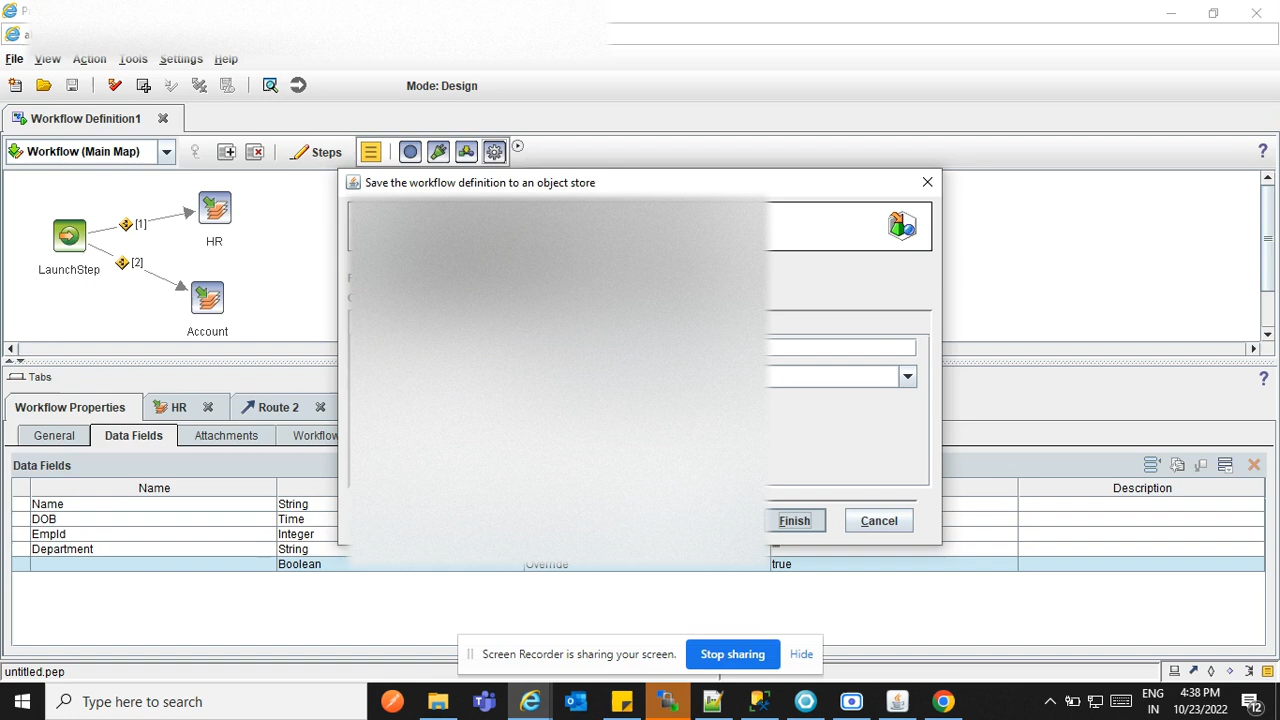 P
a
File View Action Tools Settings Help
Mode: Design
Workflow Definition1
Workflow (Main Map) Steps
Save the workflow definition to an object store
[1]
HR
LaunchStep
[2]
Account
Tabs
Workflow Properties HR Route 2
General Data Fields Attachments Workflow
Data Fields
Name Description
Name String
DOB Time
EmpId Integer
Department String
Boolean Override true
Finish Cancel
Screen Recorder is sharing your screen. Stop sharing Hide
untitled.pep
Type here to search
ENG
IN
4:38 PM
10/23/2022
12